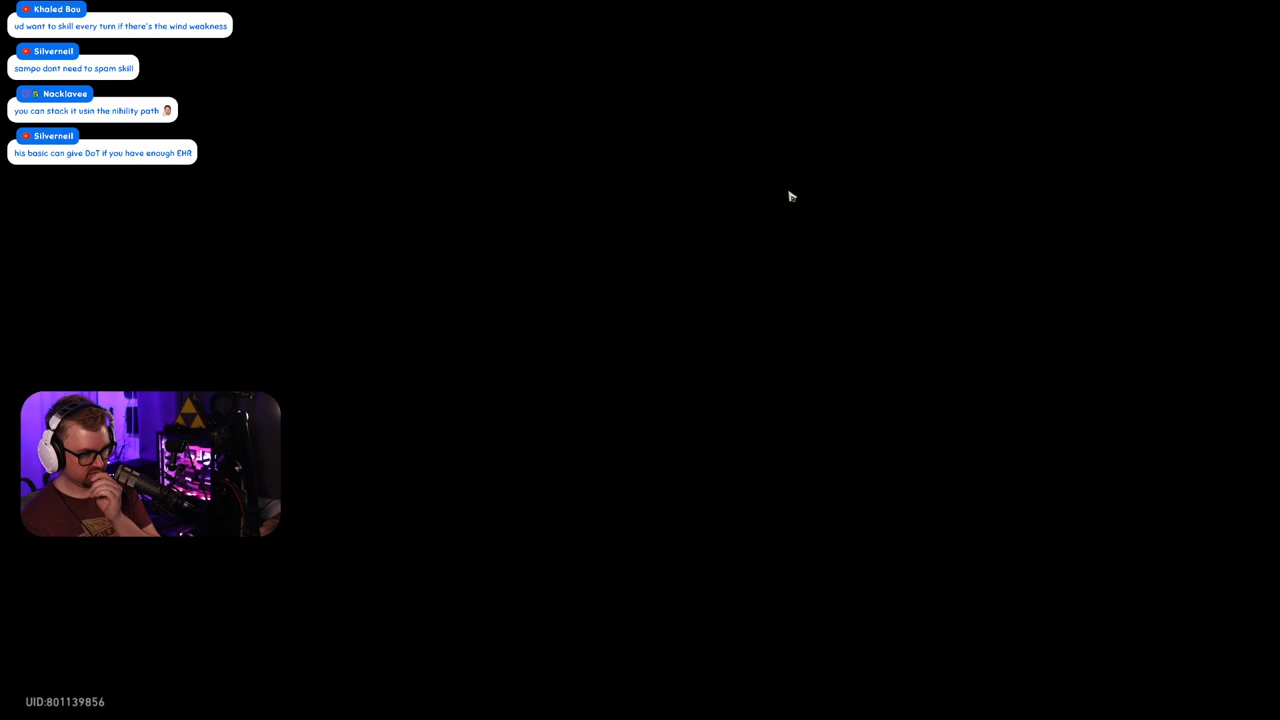 Khaled Bou
ud want to skill every turn if there's the wind weakness
Silverneil
sampo dont need to spam skill
Nacklavee
you can stack it usin the nihility path
Silverneil
his basic can give DoT if you have enough EHR
UID:801139856